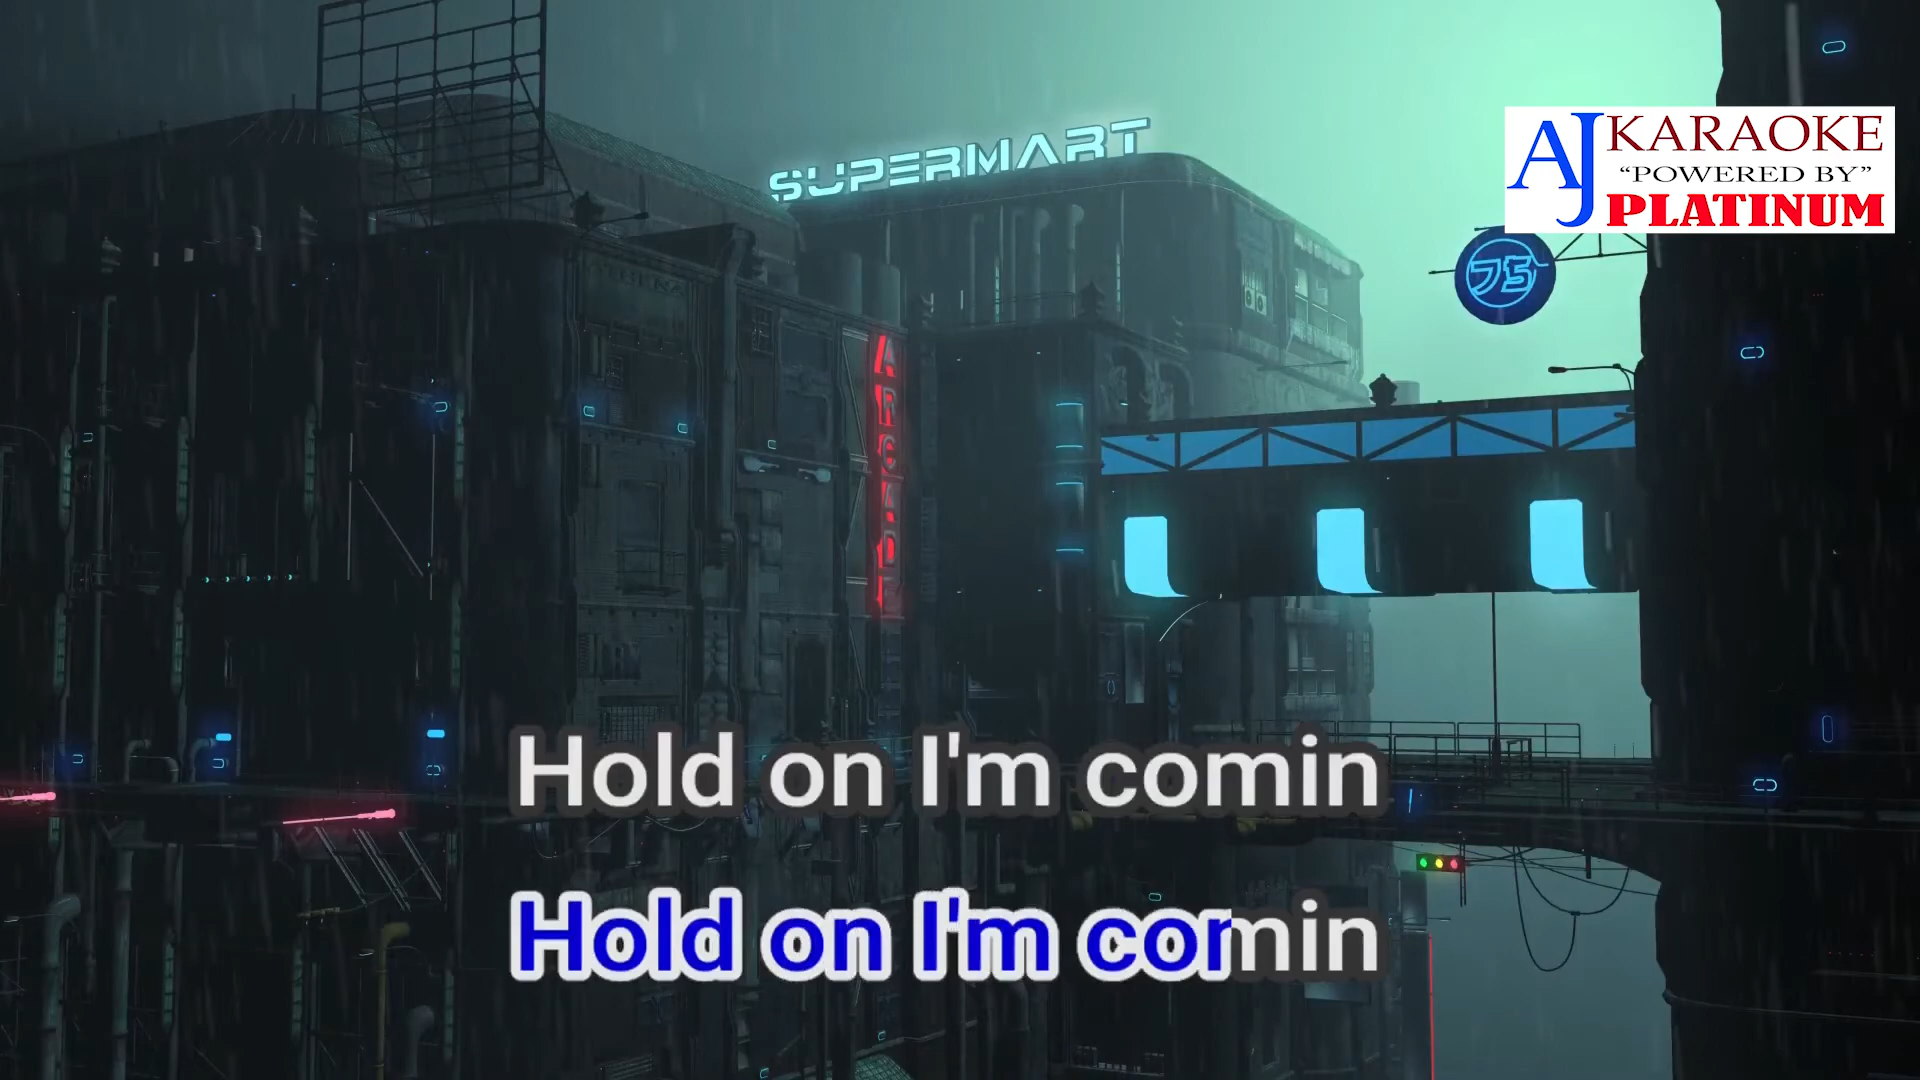 SUPERMART
AJ KARAOKE
“POWERED BY”
PLATINUM
75
ARCADE
Hold on I'm comin
Hold on I'm comin